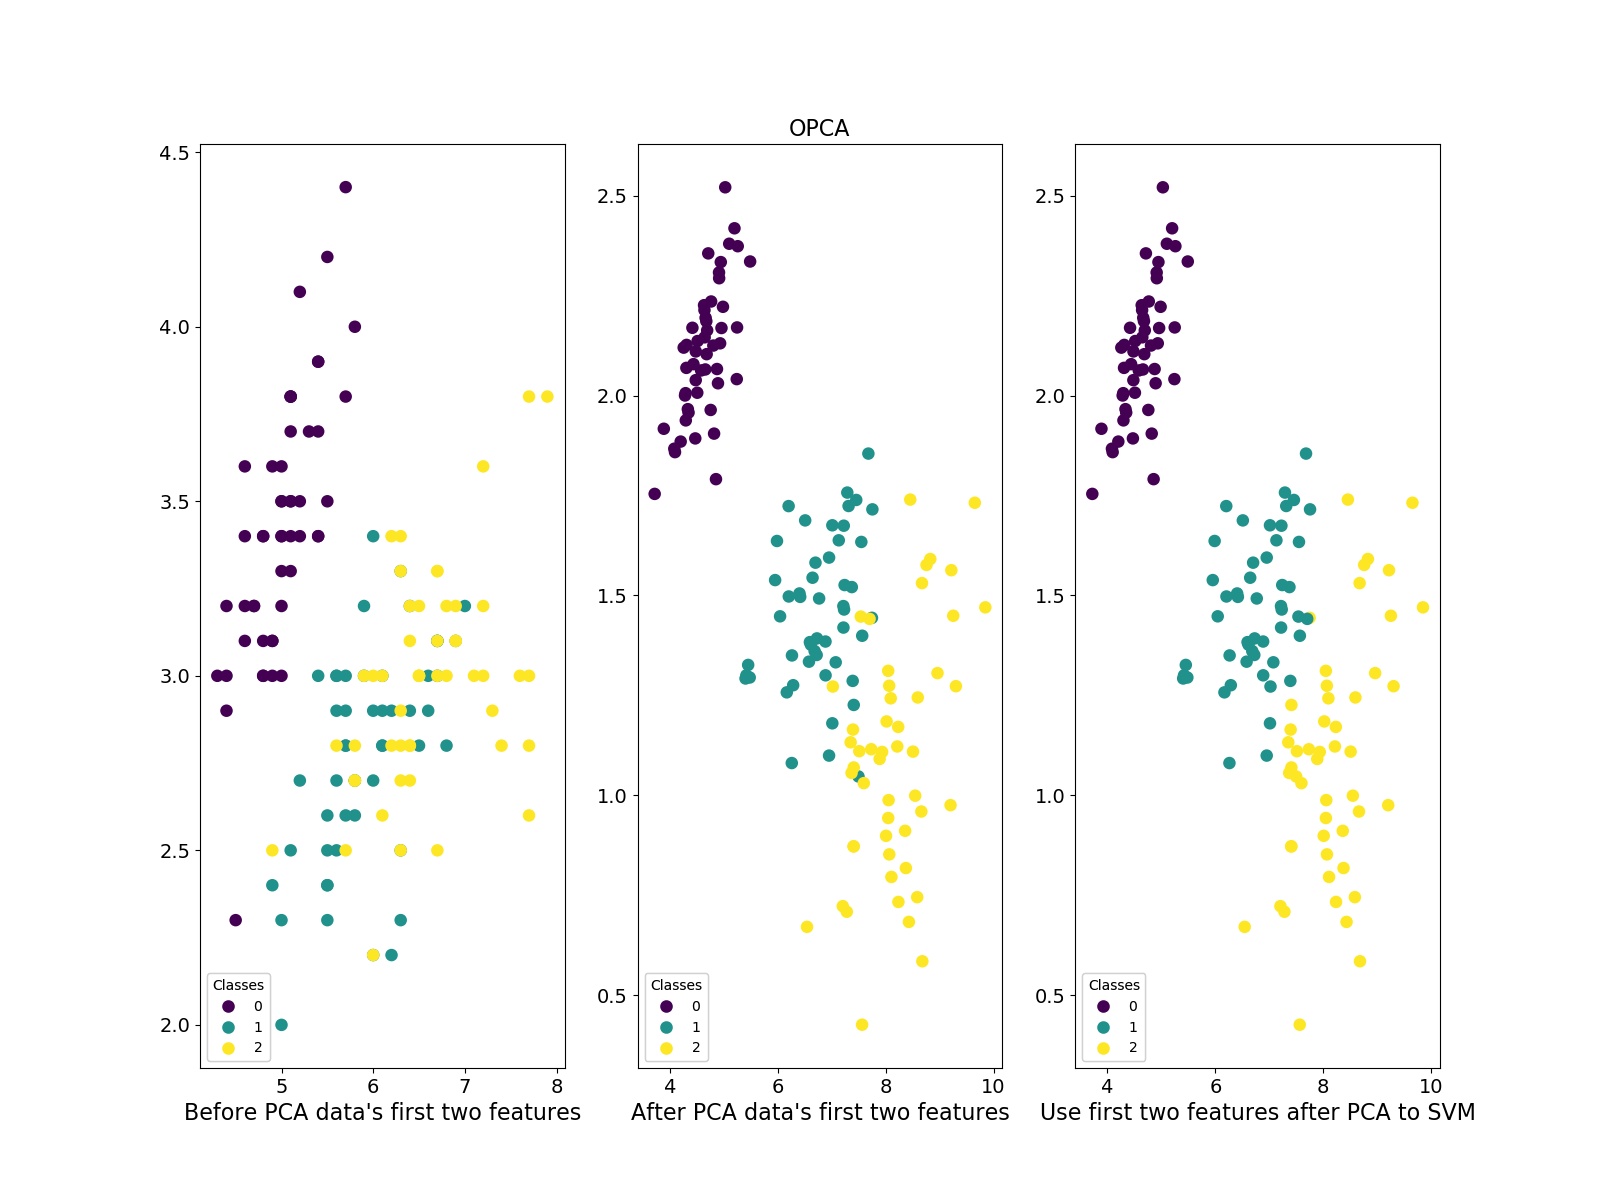 OPCA
4.5
4.0
3.5
3.0
2.5
2.0
5 6 7 8
Classes
0
1
2
Before PCA data's first two features
2.5
2.0
1.5
1.0
0.5
4 6 8 10
Classes
0
1
2
After PCA data's first two features
2.5
2.0
1.5
1.0
0.5
4 6 8 10
Classes
0
1
2
Use first two features after PCA to SVM